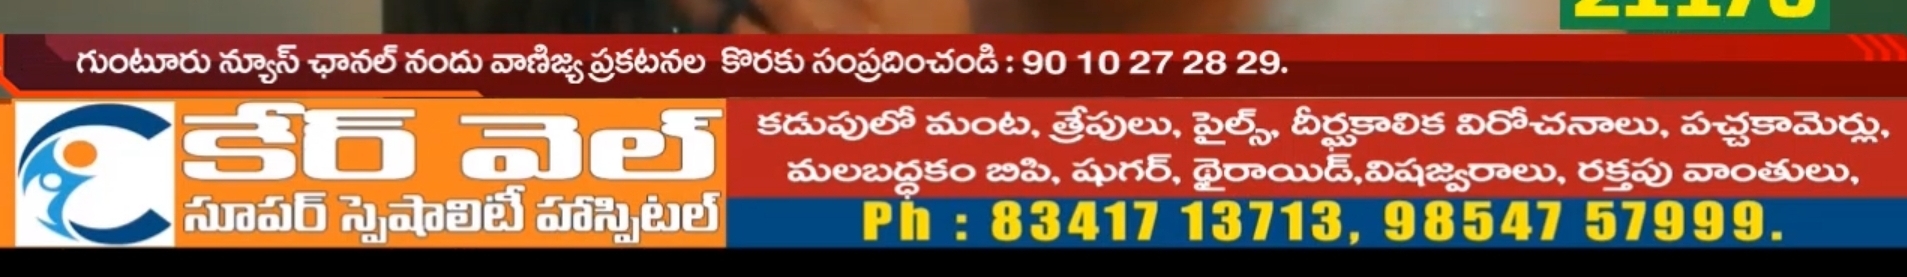 గుంటూరు న్యూస్ ఛానల్ నందు వాణిజ్య ప్రకటనల కొరకు సంప్రదించండి : 90 10 27 28 29.
కేర్ వెల్
సూపర్ స్పెషాలిటీ హాస్పిటల్
కడుపులో మంట, త్రేపులు, పైల్స్, దీర్ఘకాలిక విరోచనాలు, పచ్చకామెర్లు,
మలబద్ధకం బిపి, షుగర్, థైరాయిడ్,విషజ్వరాలు, రక్తపు వాంతులు,
Ph : 83417 13713, 98547 57999.